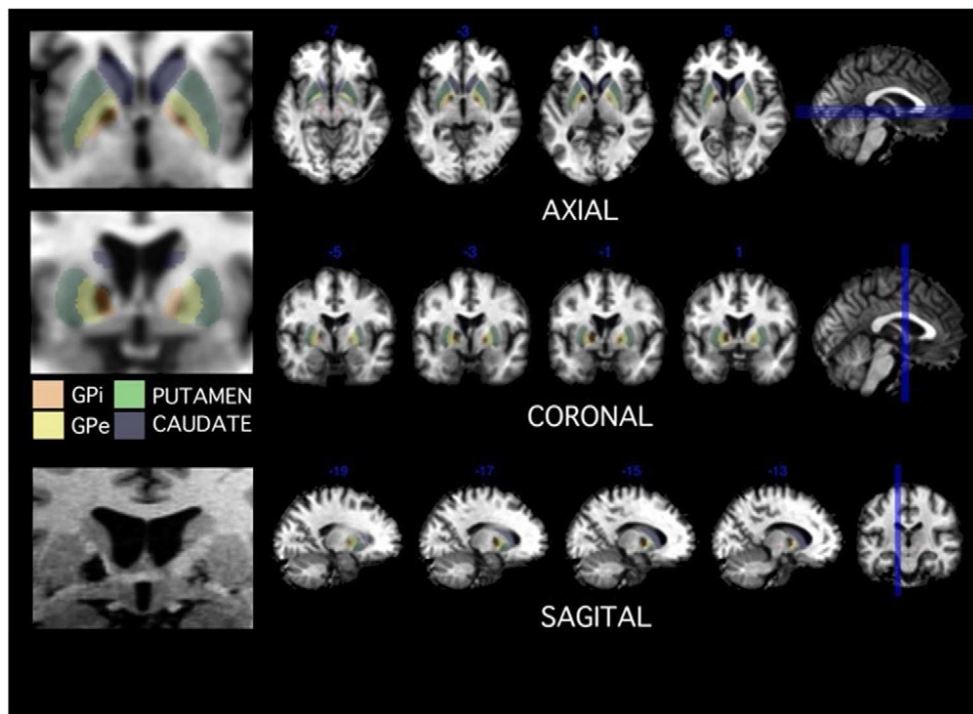 -7 -3 1 5
AXIAL
-5 -3 -1 1
GPi PUTAMEN
GPe CAUDATE
CORONAL
-19 -17 -15 -13
SAGITAL